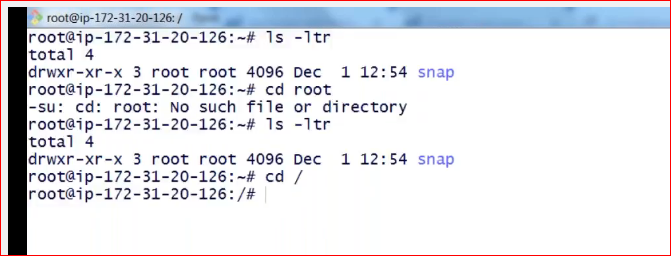 root@ip-172-31-20-126: /
root@ip-172-31-20-126:~# ls -ltr
total 4
drwxr-xr-x 3 root root 4096 Dec  1 12:54 snap
root@ip-172-31-20-126:~# cd root
-su: cd: root: No such file or directory
root@ip-172-31-20-126:~# ls -ltr
total 4
drwxr-xr-x 3 root root 4096 Dec  1 12:54 snap
root@ip-172-31-20-126:~# cd /
root@ip-172-31-20-126:/#